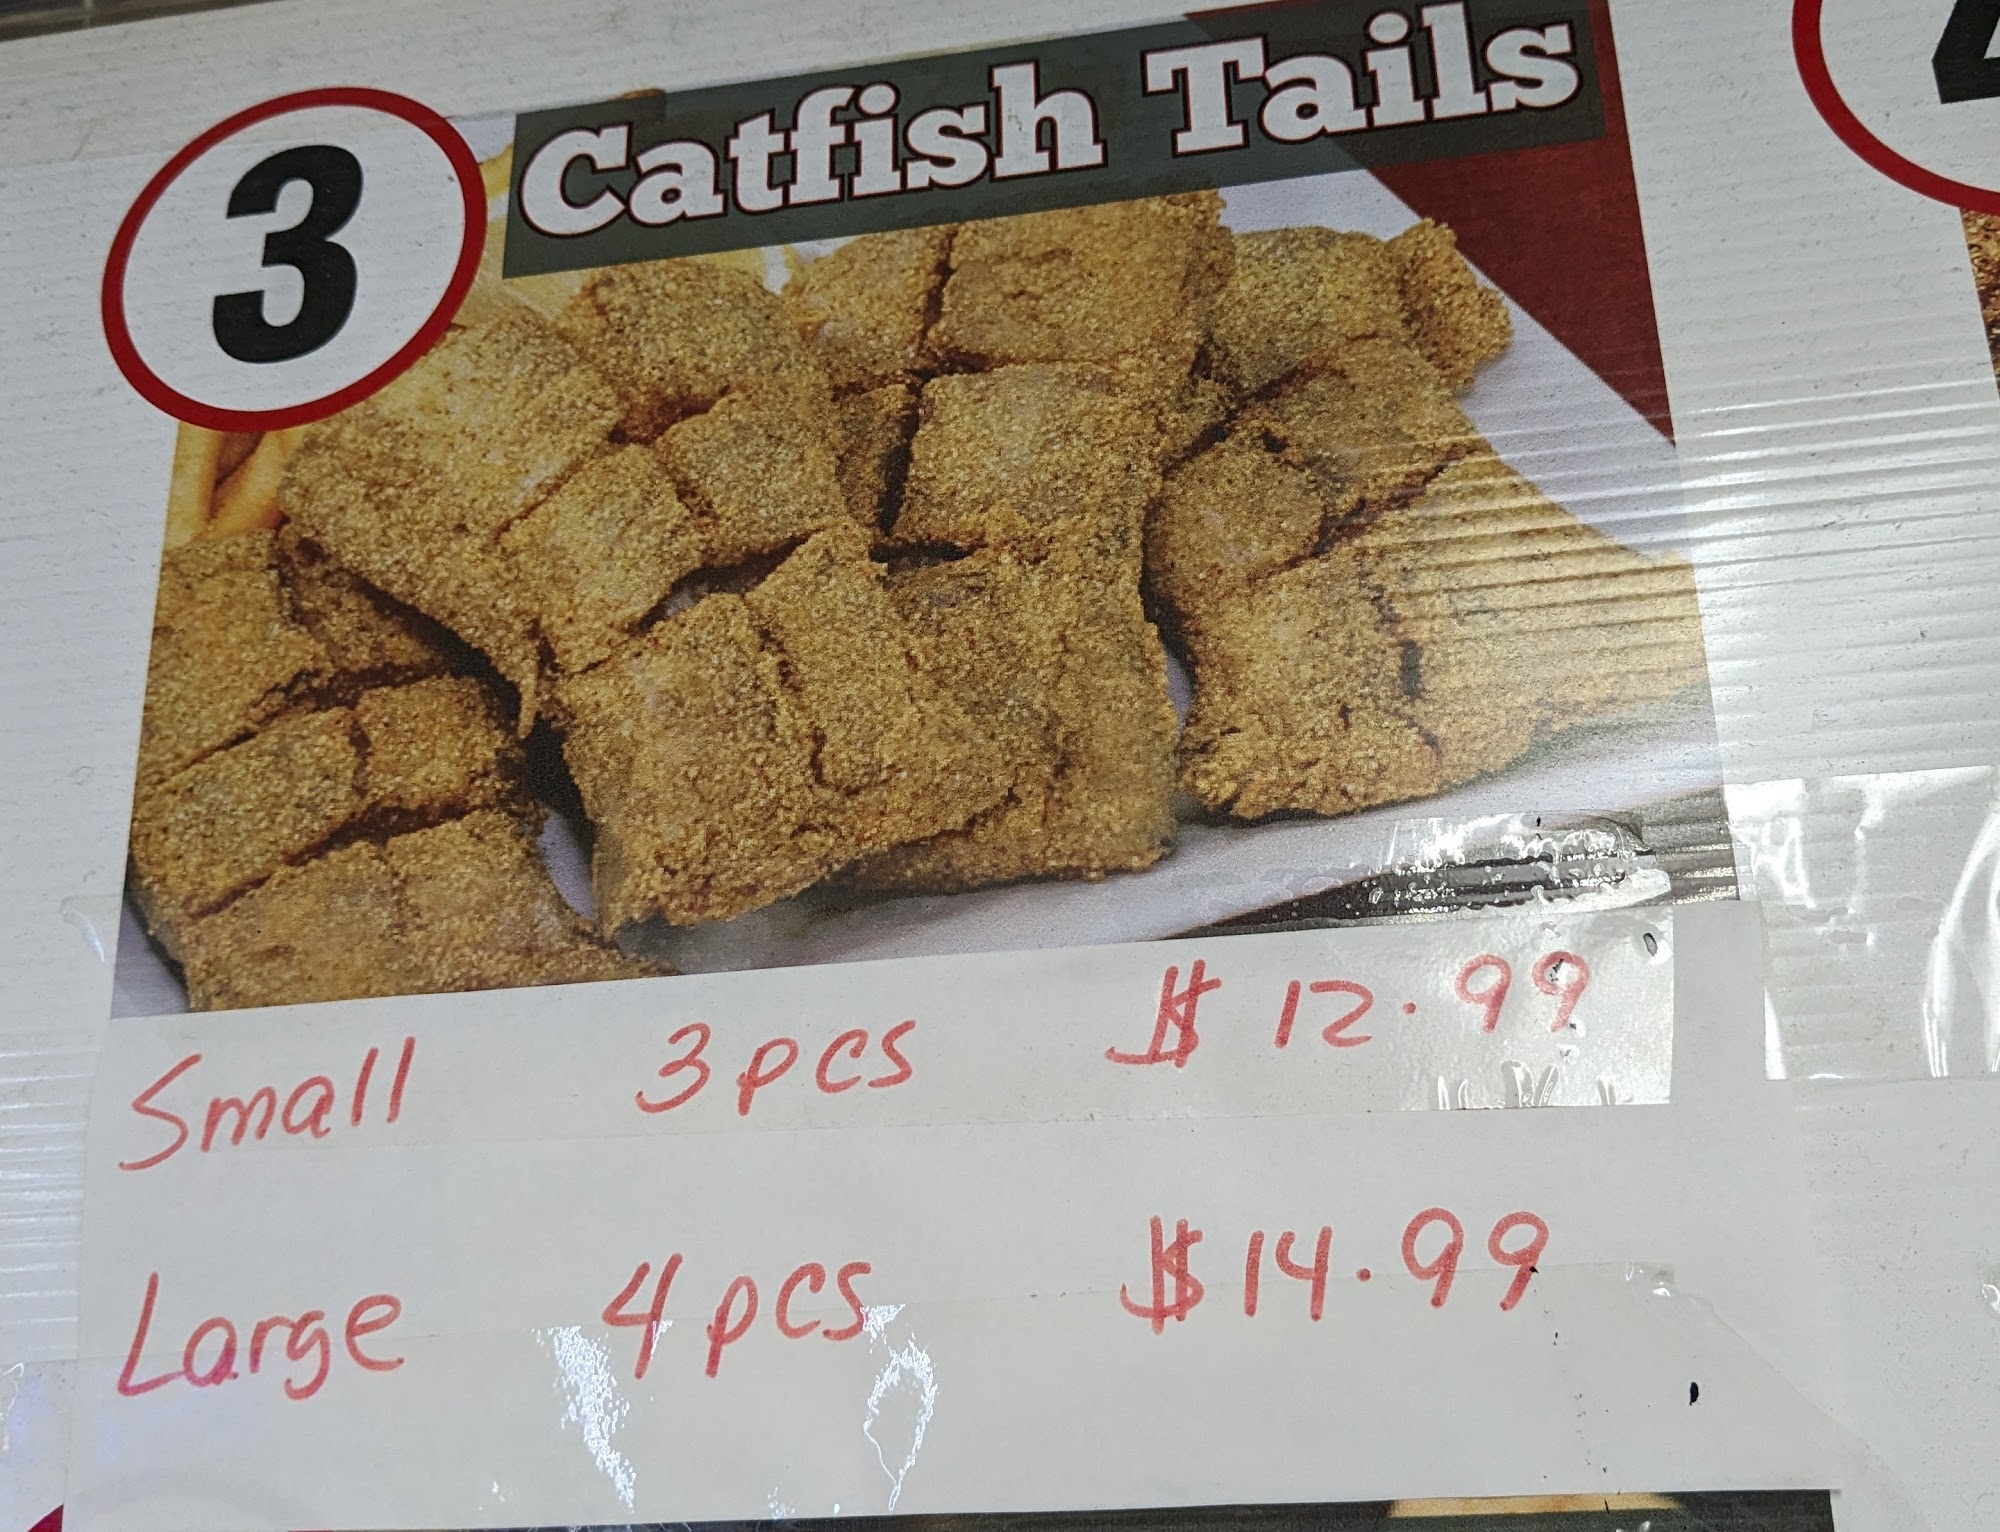 3 Catfish Tails
Small 3pcs $12.99
Large 4pcs $14.99